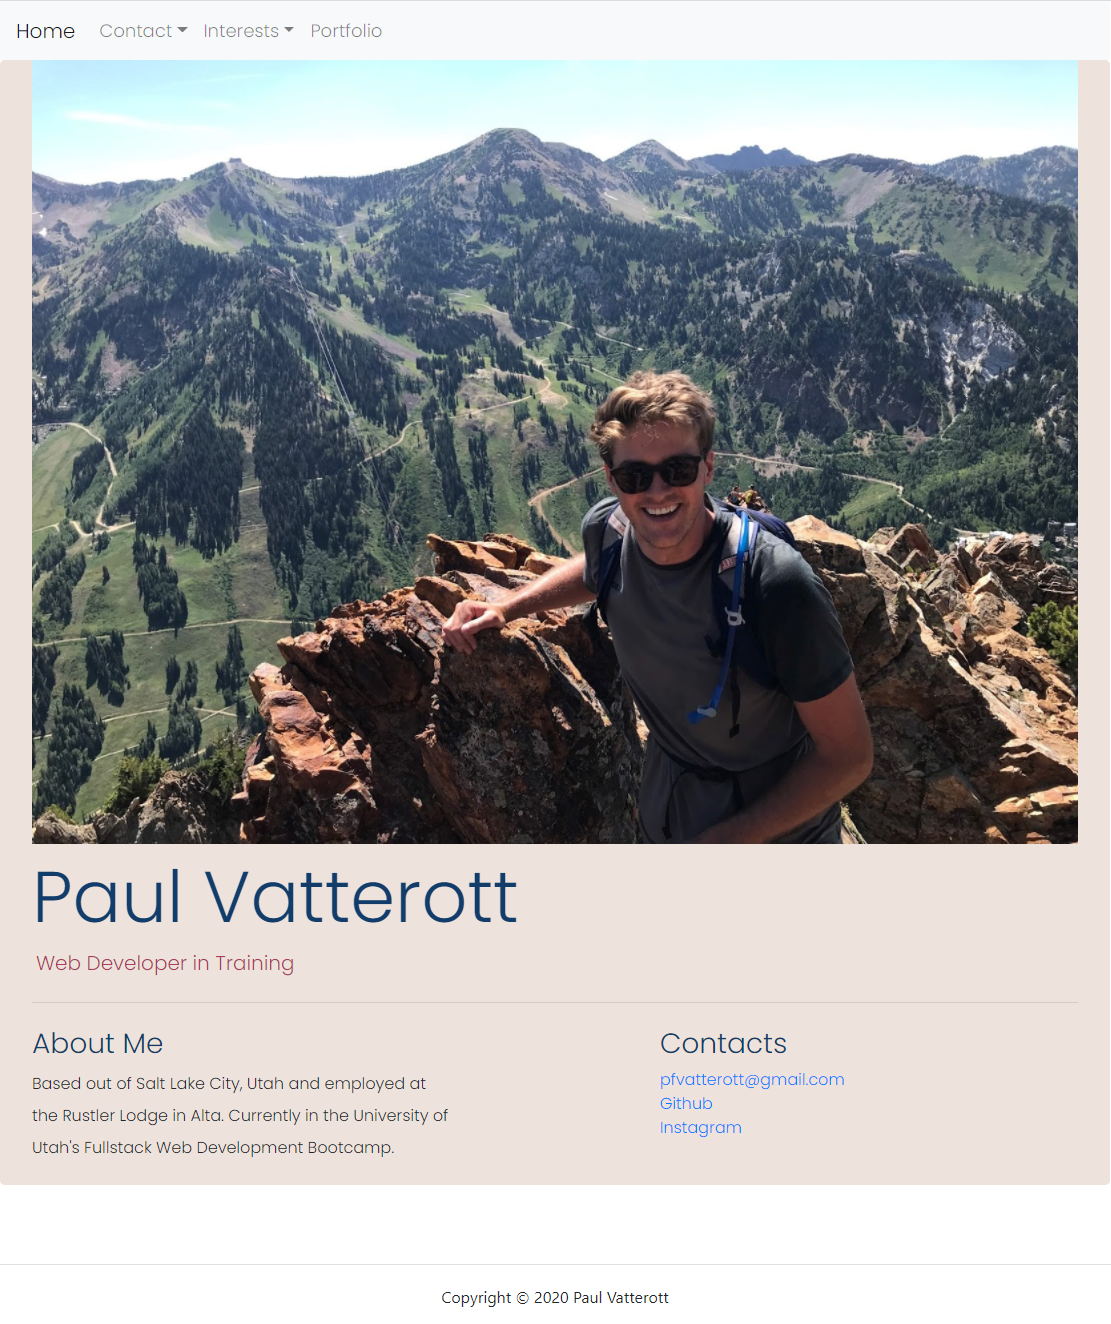 Home Contact Interests Portfolio
Paul Vatterott
Web Developer in Training
About Me
Based out of Salt Lake City, Utah and employed at
the Rustler Lodge in Alta. Currently in the University of
Utah's Fullstack Web Development Bootcamp.
Contacts
pfvatterott@gmail.com
Github
Instagram
Copyright © 2020 Paul Vatterott